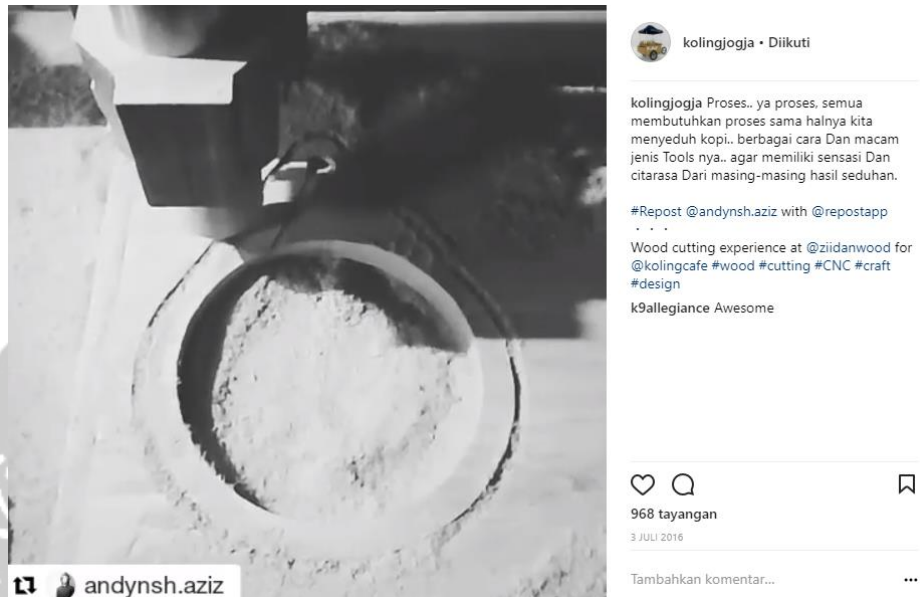 kolingjogja • Diikuti
kolingjogja Proses.. ya proses, semua
membutuhkan proses sama halnya kita
menyeduh kopi.. berbagai cara Dan macam
jenis Tools nya.. agar memiliki sensasi Dan
citarasa Dari masing-masing hasil seduhan.
#Repost @andynsh.aziz with @repostapp
· · ·
Wood cutting experience at @ziidanwood for
@kolingcafe #wood #cutting #CNC #craft
#design
k9allegiance Awesome
968 tayangan
3 JULI 2016
Tambahkan komentar...
andynsh.aziz